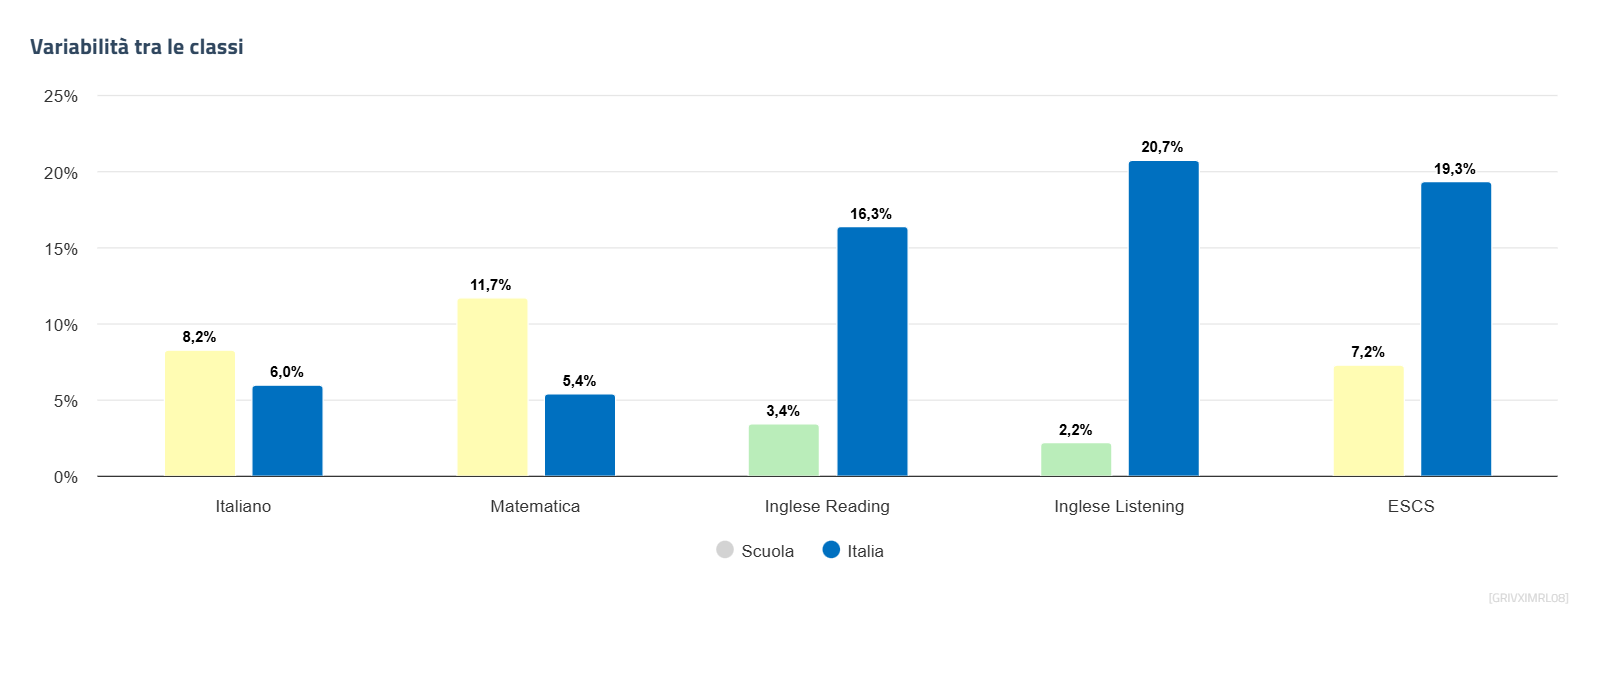 Variabilità tra le classi
25%
20%
15%
10%
5%
0%
8,2%
6,0%
11,7%
5,4%
3,4%
16,3%
2,2%
20,7%
7,2%
19,3%
Italiano
Matematica
Inglese Reading
Inglese Listening
ESCS
Scuola
Italia
[GRIVXIMRL08]